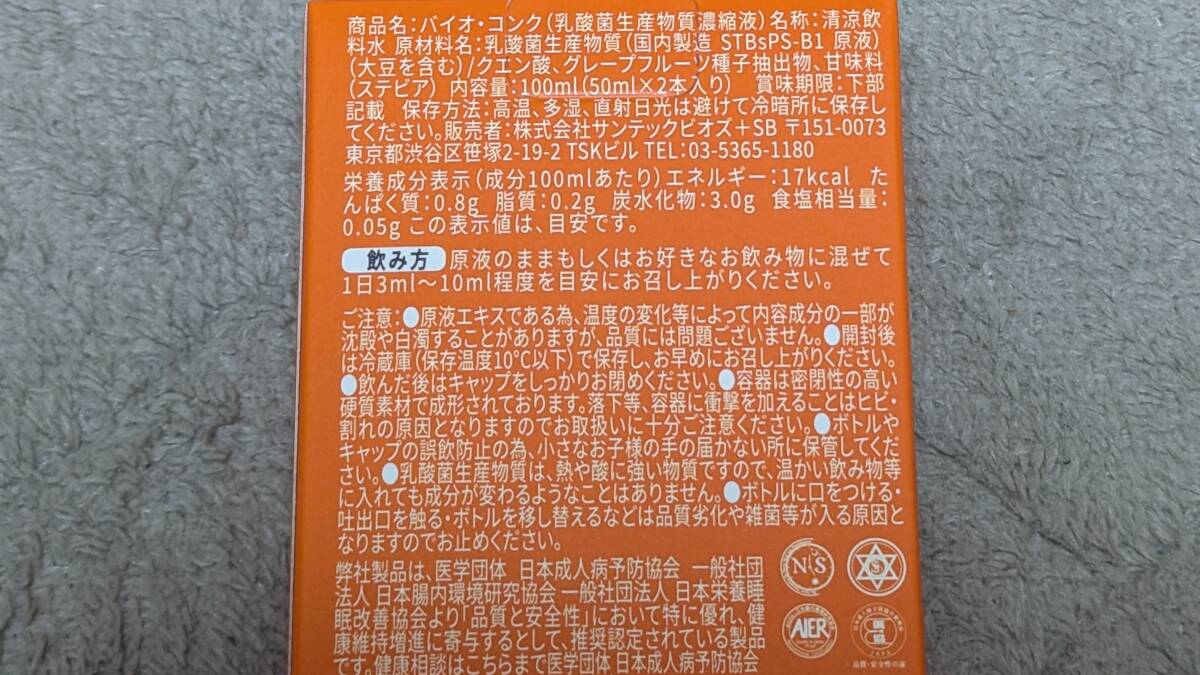 商品名：バイオ・コンク（乳酸菌生産物質濃縮液）名称：清涼飲
料水 原材料名：乳酸菌生産物質（国内製造 STBsPS-B1 原液）
（大豆を含む）/クエン酸、グレープフルーツ種子抽出物、甘味料
（ステビア） 内容量：100ml（50ml×2本入り） 賞味期限：下部
記載 保存方法：高温、多湿、直射日光は避けて冷暗所に保存し
てください。販売者：株式会社サンテックビオズ＋SB 〒151-0073
東京都渋谷区笹塚2-19-2 TSKビル TEL：03-5365-1180
栄養成分表示（成分100mlあたり）エネルギー：17kcal た
んぱく質：0.8g 脂質：0.2g 炭水化物：3.0g 食塩相当量：
0.05g この表示値は、目安です。
飲み方 原液のままもしくはお好きなお飲み物に混ぜて
1日3ml～10ml程度を目安にお召し上がりください。
ご注意：●原液エキスである為、温度の変化等によって内容成分の一部が
沈殿や白濁することがありますが、品質には問題ございません。●開封後
は冷蔵庫（保存温度10℃以下）で保存し、お早めにお召し上がりください。
●飲んだ後はキャップをしっかりお閉めください。●容器は密閉性の高い
硬質素材で成形されております。落下等、容器に衝撃を加えることはヒビ・
割れの原因となりますのでお取扱いに十分ご注意ください。●ボトルや
キャップの誤飲防止の為、小さなお子様の手の届かない所に保管してくだ
さい。●乳酸菌生産物質は、熱や酸に強い物質ですので、温かい飲み物等
に入れても成分が変わるようなことはありません。●ボトルに口をつける・
吐出口を触る・ボトルを移し替えるなどは品質劣化や雑菌等が入る原因と
なりますのでお止めください。
弊社製品は、医学団体 日本成人病予防協会 一般社団
法人 日本腸内環境研究協会 一般社団法人 日本栄養睡
眠改善協会より「品質と安全性」において特に優れ、健
康維持増進に寄与するとして、推奨認定されている製品
です。健康相談はこちらまで医学団体 日本成人病予防協会
NS
AIER
JAPA
品質・安全性の証